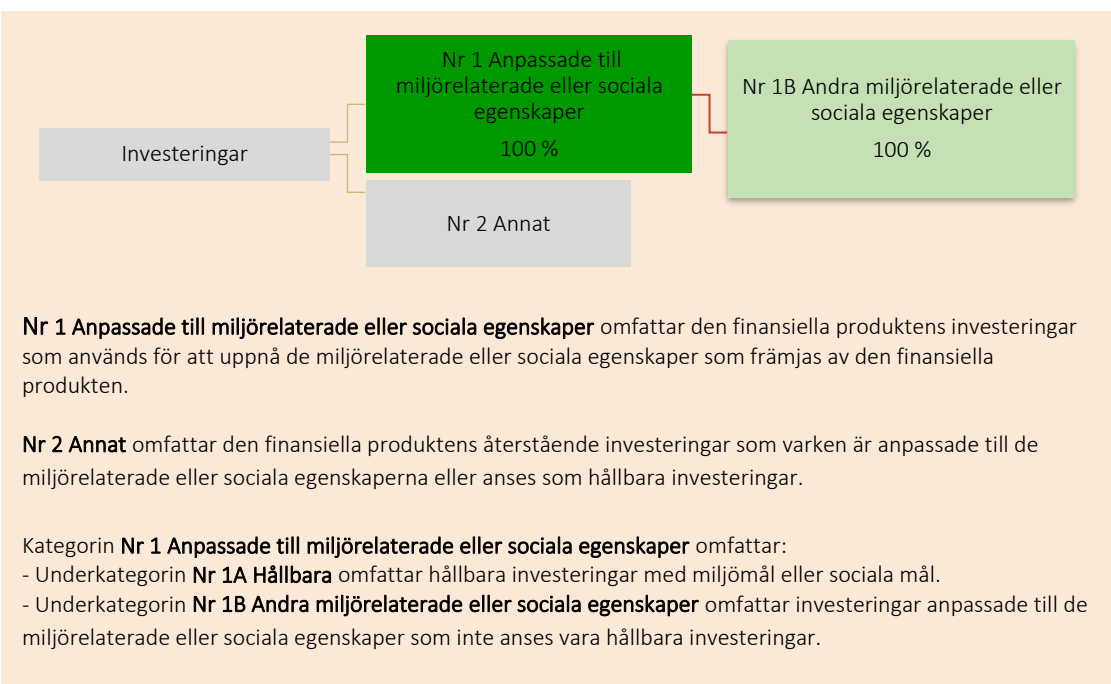 Investeringar
Nr 1 Anpassade till
miljörelaterade eller sociala
egenskaper
100 %
Nr 1B Andra miljörelaterade eller
sociala egenskaper
100 %
Nr 2 Annat
Nr 1 Anpassade till miljörelaterade eller sociala egenskaper omfattar den finansiella produktens investeringar
som används för att uppnå de miljörelaterade eller sociala egenskaper som främjas av den finansiella
produkten.
Nr 2 Annat omfattar den finansiella produktens återstående investeringar som varken är anpassade till de
miljörelaterade eller sociala egenskaperna eller anses som hållbara investeringar.
Kategorin Nr 1 Anpassade till miljörelaterade eller sociala egenskaper omfattar:
- Underkategorin Nr 1A Hållbara omfattar hållbara investeringar med miljömål eller sociala mål.
- Underkategorin Nr 1B Andra miljörelaterade eller sociala egenskaper omfattar investeringar anpassade till de
miljörelaterade eller sociala egenskaper som inte anses vara hållbara investeringar.